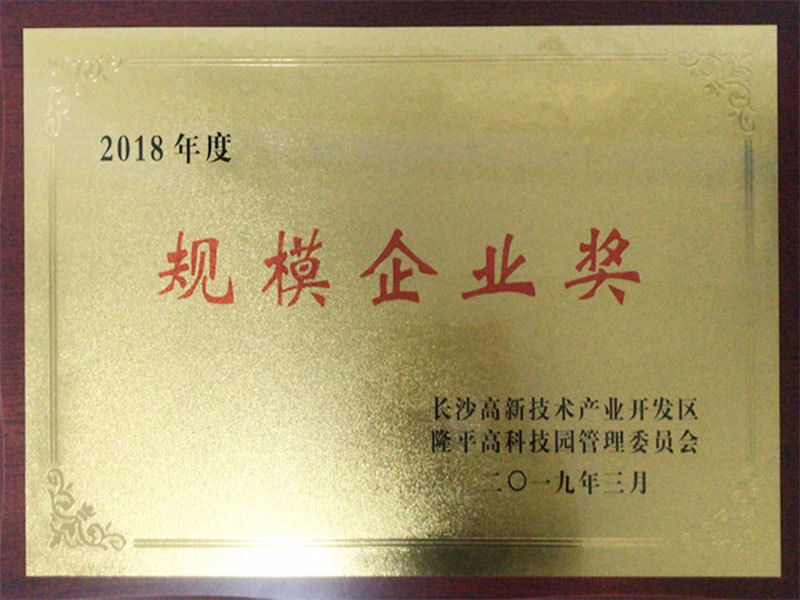 2018年度
规模企业奖
长沙高新技术产业开发区
隆平高科技园管理委员会
二〇一九年三月